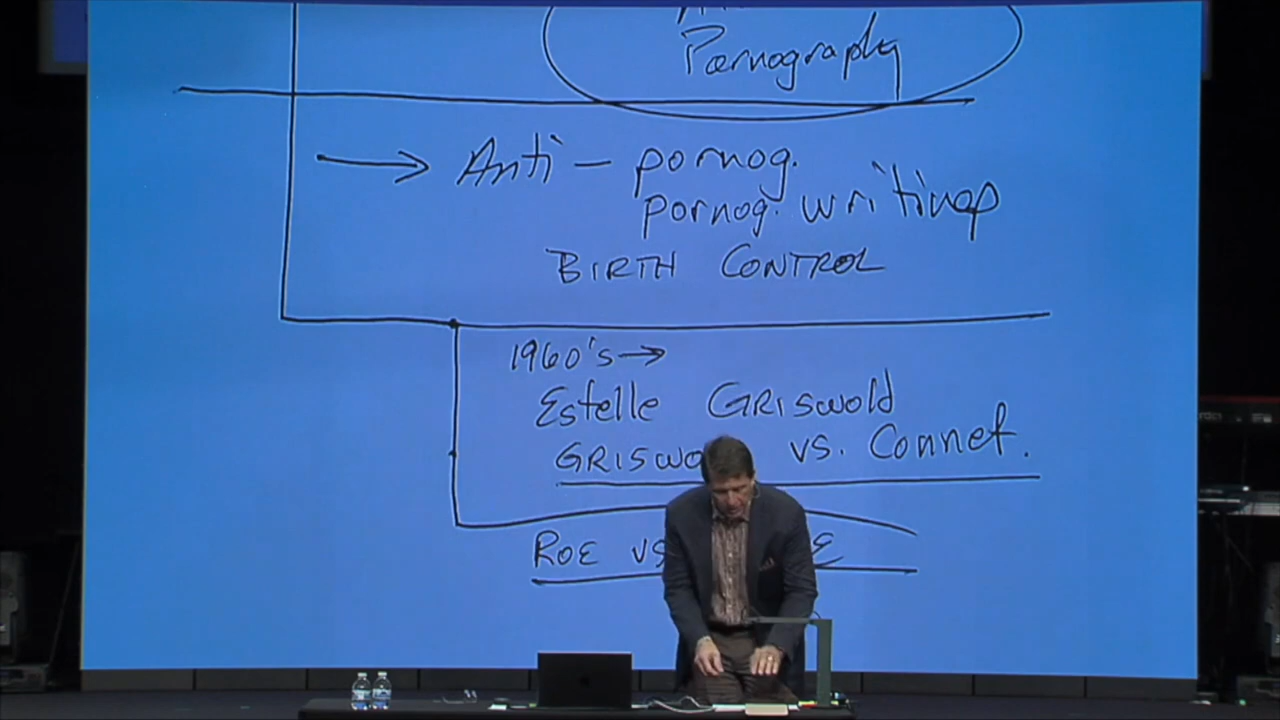 Pornography
Anti - pornog.
pornog. writings
BIRTH CONTROL
1960's →
Estelle GRISWOLD
vs. Connet.
ROE